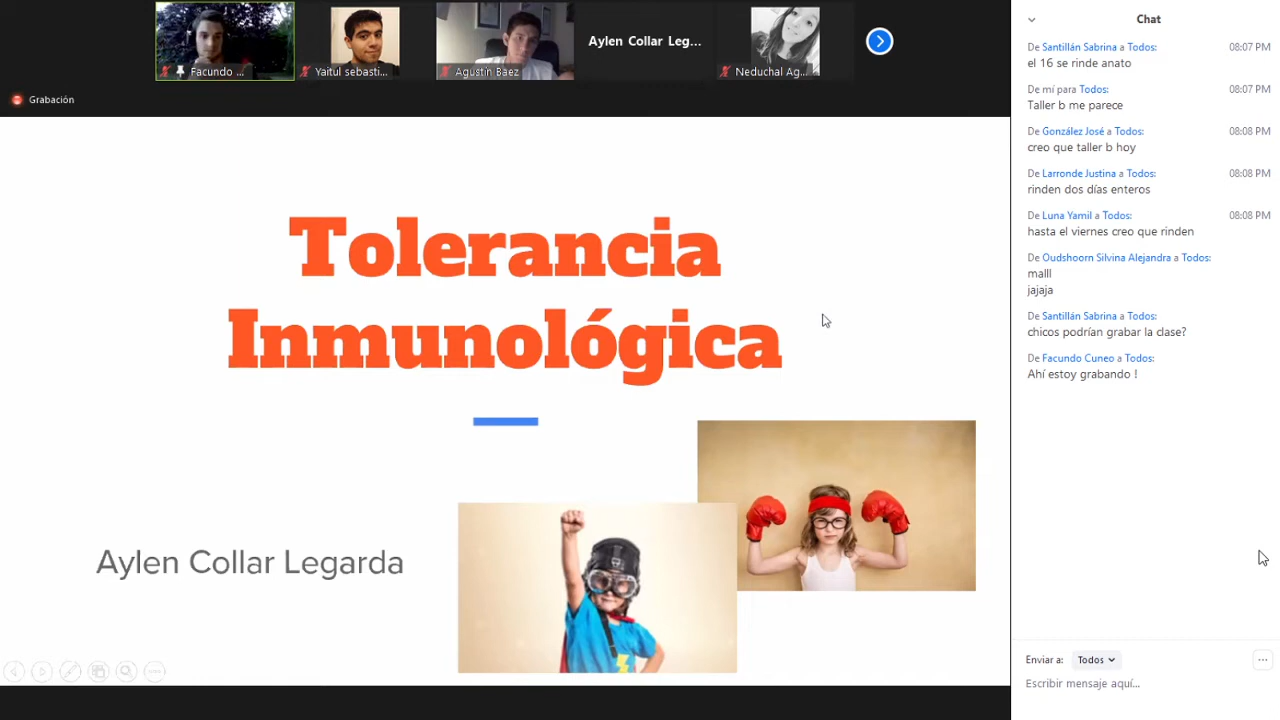 Facundo ...
Yaitul sebasti...
Agustín Báez
Aylen Collar Leg...
Neduchal Ag...
Grabación
Tolerancia
Inmunológica
Aylen Collar Legarda
Chat
De Santillán Sabrina a Todos: 08:07 PM
el 16 se rinde anato
De mí para Todos: 08:07 PM
Taller b me parece
De González José a Todos: 08:08 PM
creo que taller b hoy
De Larronde Justina a Todos: 08:08 PM
rinden dos días enteros
De Luna Yamil a Todos: 08:08 PM
hasta el viernes creo que rinden
De Oudshoorn Silvina Alejandra a Todos:
malll
jajaja
De Santillán Sabrina a Todos:
chicos podrían grabar la clase?
De Facundo Cuneo a Todos:
Ahí estoy grabando !
Enviar a: Todos
Escribir mensaje aquí...